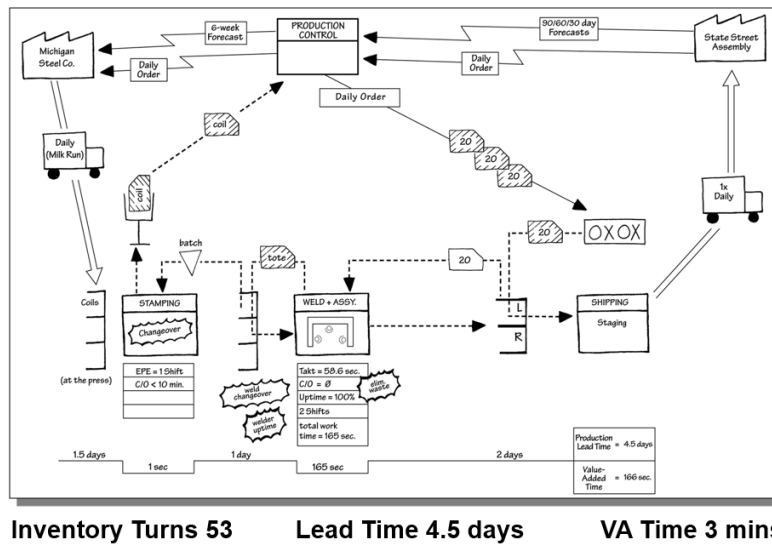 Michigan
Steel Co.
6-week
Forecast
Daily
Order
PRODUCTION
CONTROL
90/60/30 day
Forecasts
Daily
Order
State Street
Assembly
Daily Order
Daily
(Milk Run)
coil
coil
20
20
20
1x
Daily
20
OXOX
batch
tote
20
Coils
(at the press)
STAMPING
Changeover
EPE = 1 Shift
C/O < 10 min.
WELD + ASSY.
Takt = 58.6 sec.
C/O = Ø
Uptime = 100%
2 Shifts
total work
time = 165 sec.
weld
changeover
welder
uptime
elim.
waste
L
R
SHIPPING
Staging
1.5 days
1 sec
1 day
165 sec
2 days
Production
Lead Time = 4.5 days
Value-
Added = 166 sec.
Time
Inventory Turns 53
Lead Time 4.5 days
VA Time 3 mins